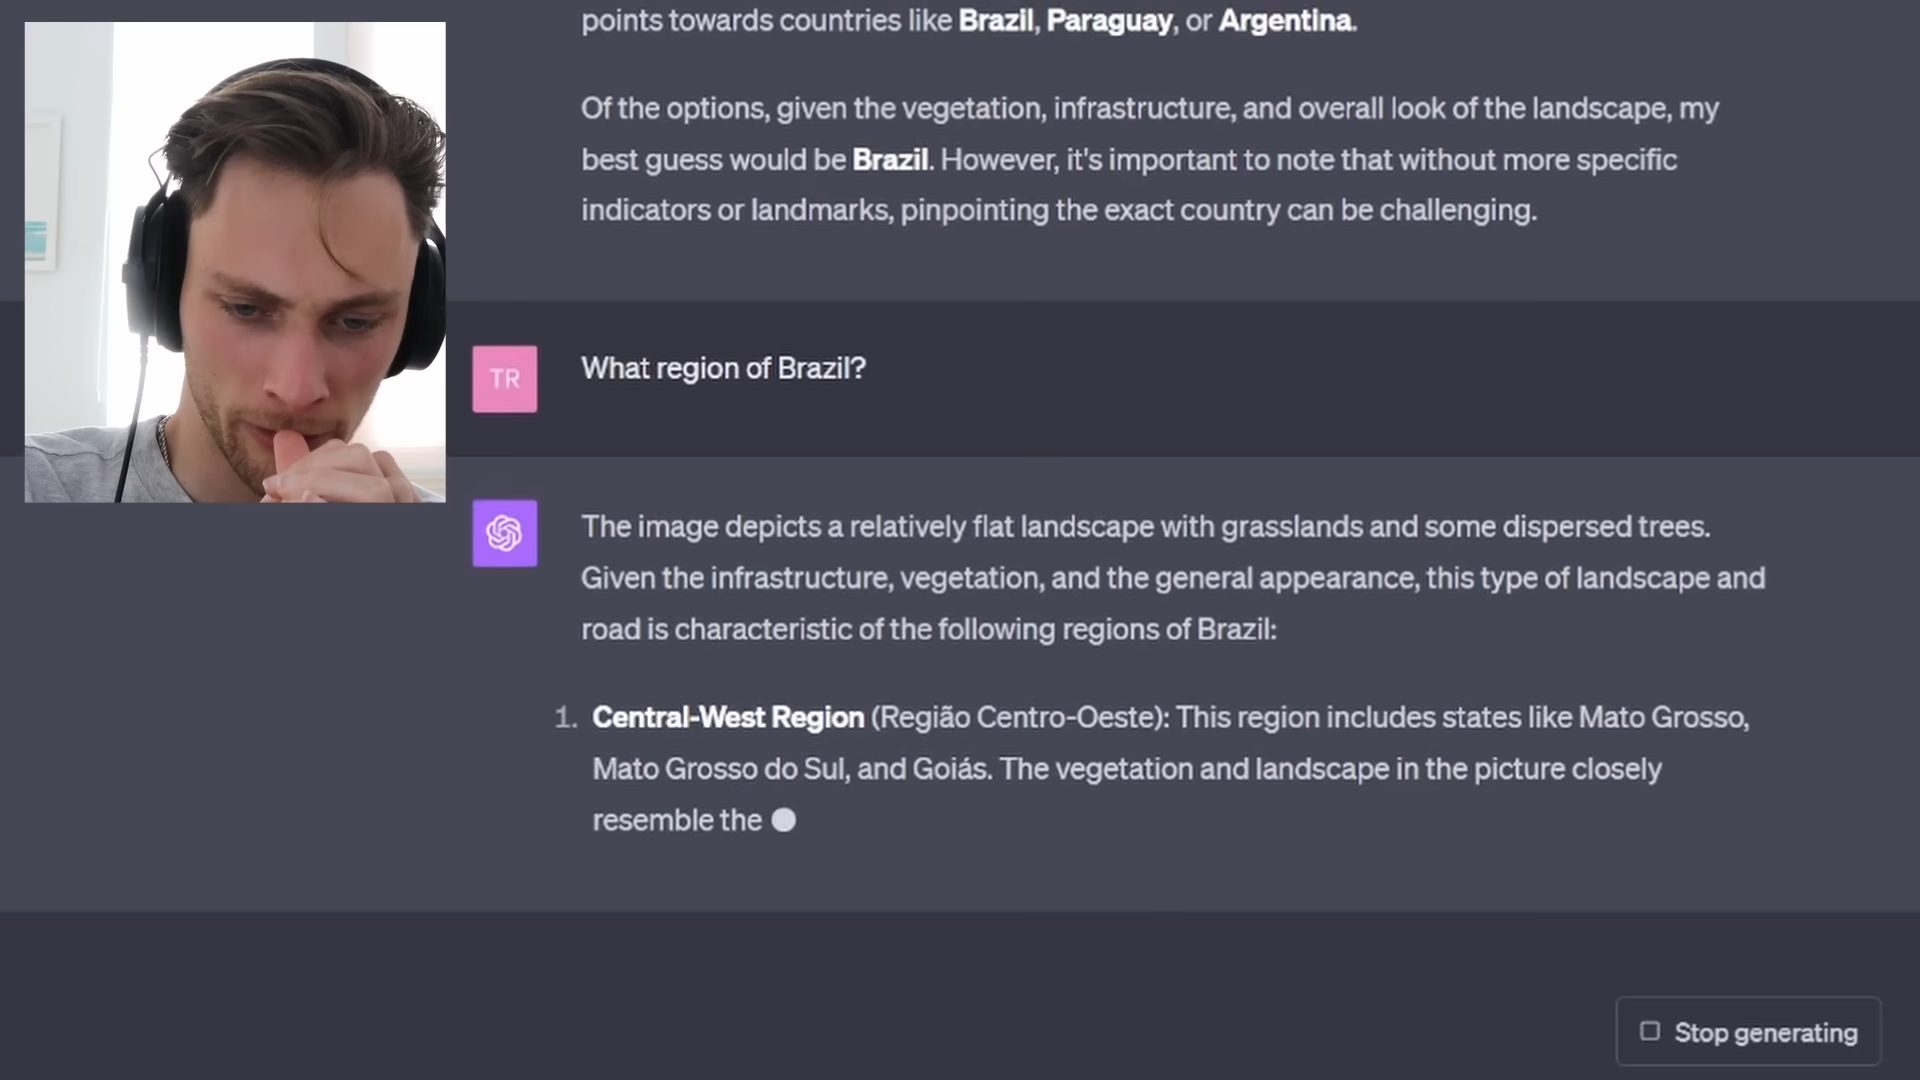 points towards countries like Brazil, Paraguay, or Argentina.
Of the options, given the vegetation, infrastructure, and overall look of the landscape, my
best guess would be Brazil. However, it's important to note that without more specific
indicators or landmarks, pinpointing the exact country can be challenging.
TR
What region of Brazil?
The image depicts a relatively flat landscape with grasslands and some dispersed trees.
Given the infrastructure, vegetation, and the general appearance, this type of landscape and
road is characteristic of the following regions of Brazil:
1. Central-West Region (Região Centro-Oeste): This region includes states like Mato Grosso,
Mato Grosso do Sul, and Goiás. The vegetation and landscape in the picture closely
resemble the
Stop generating